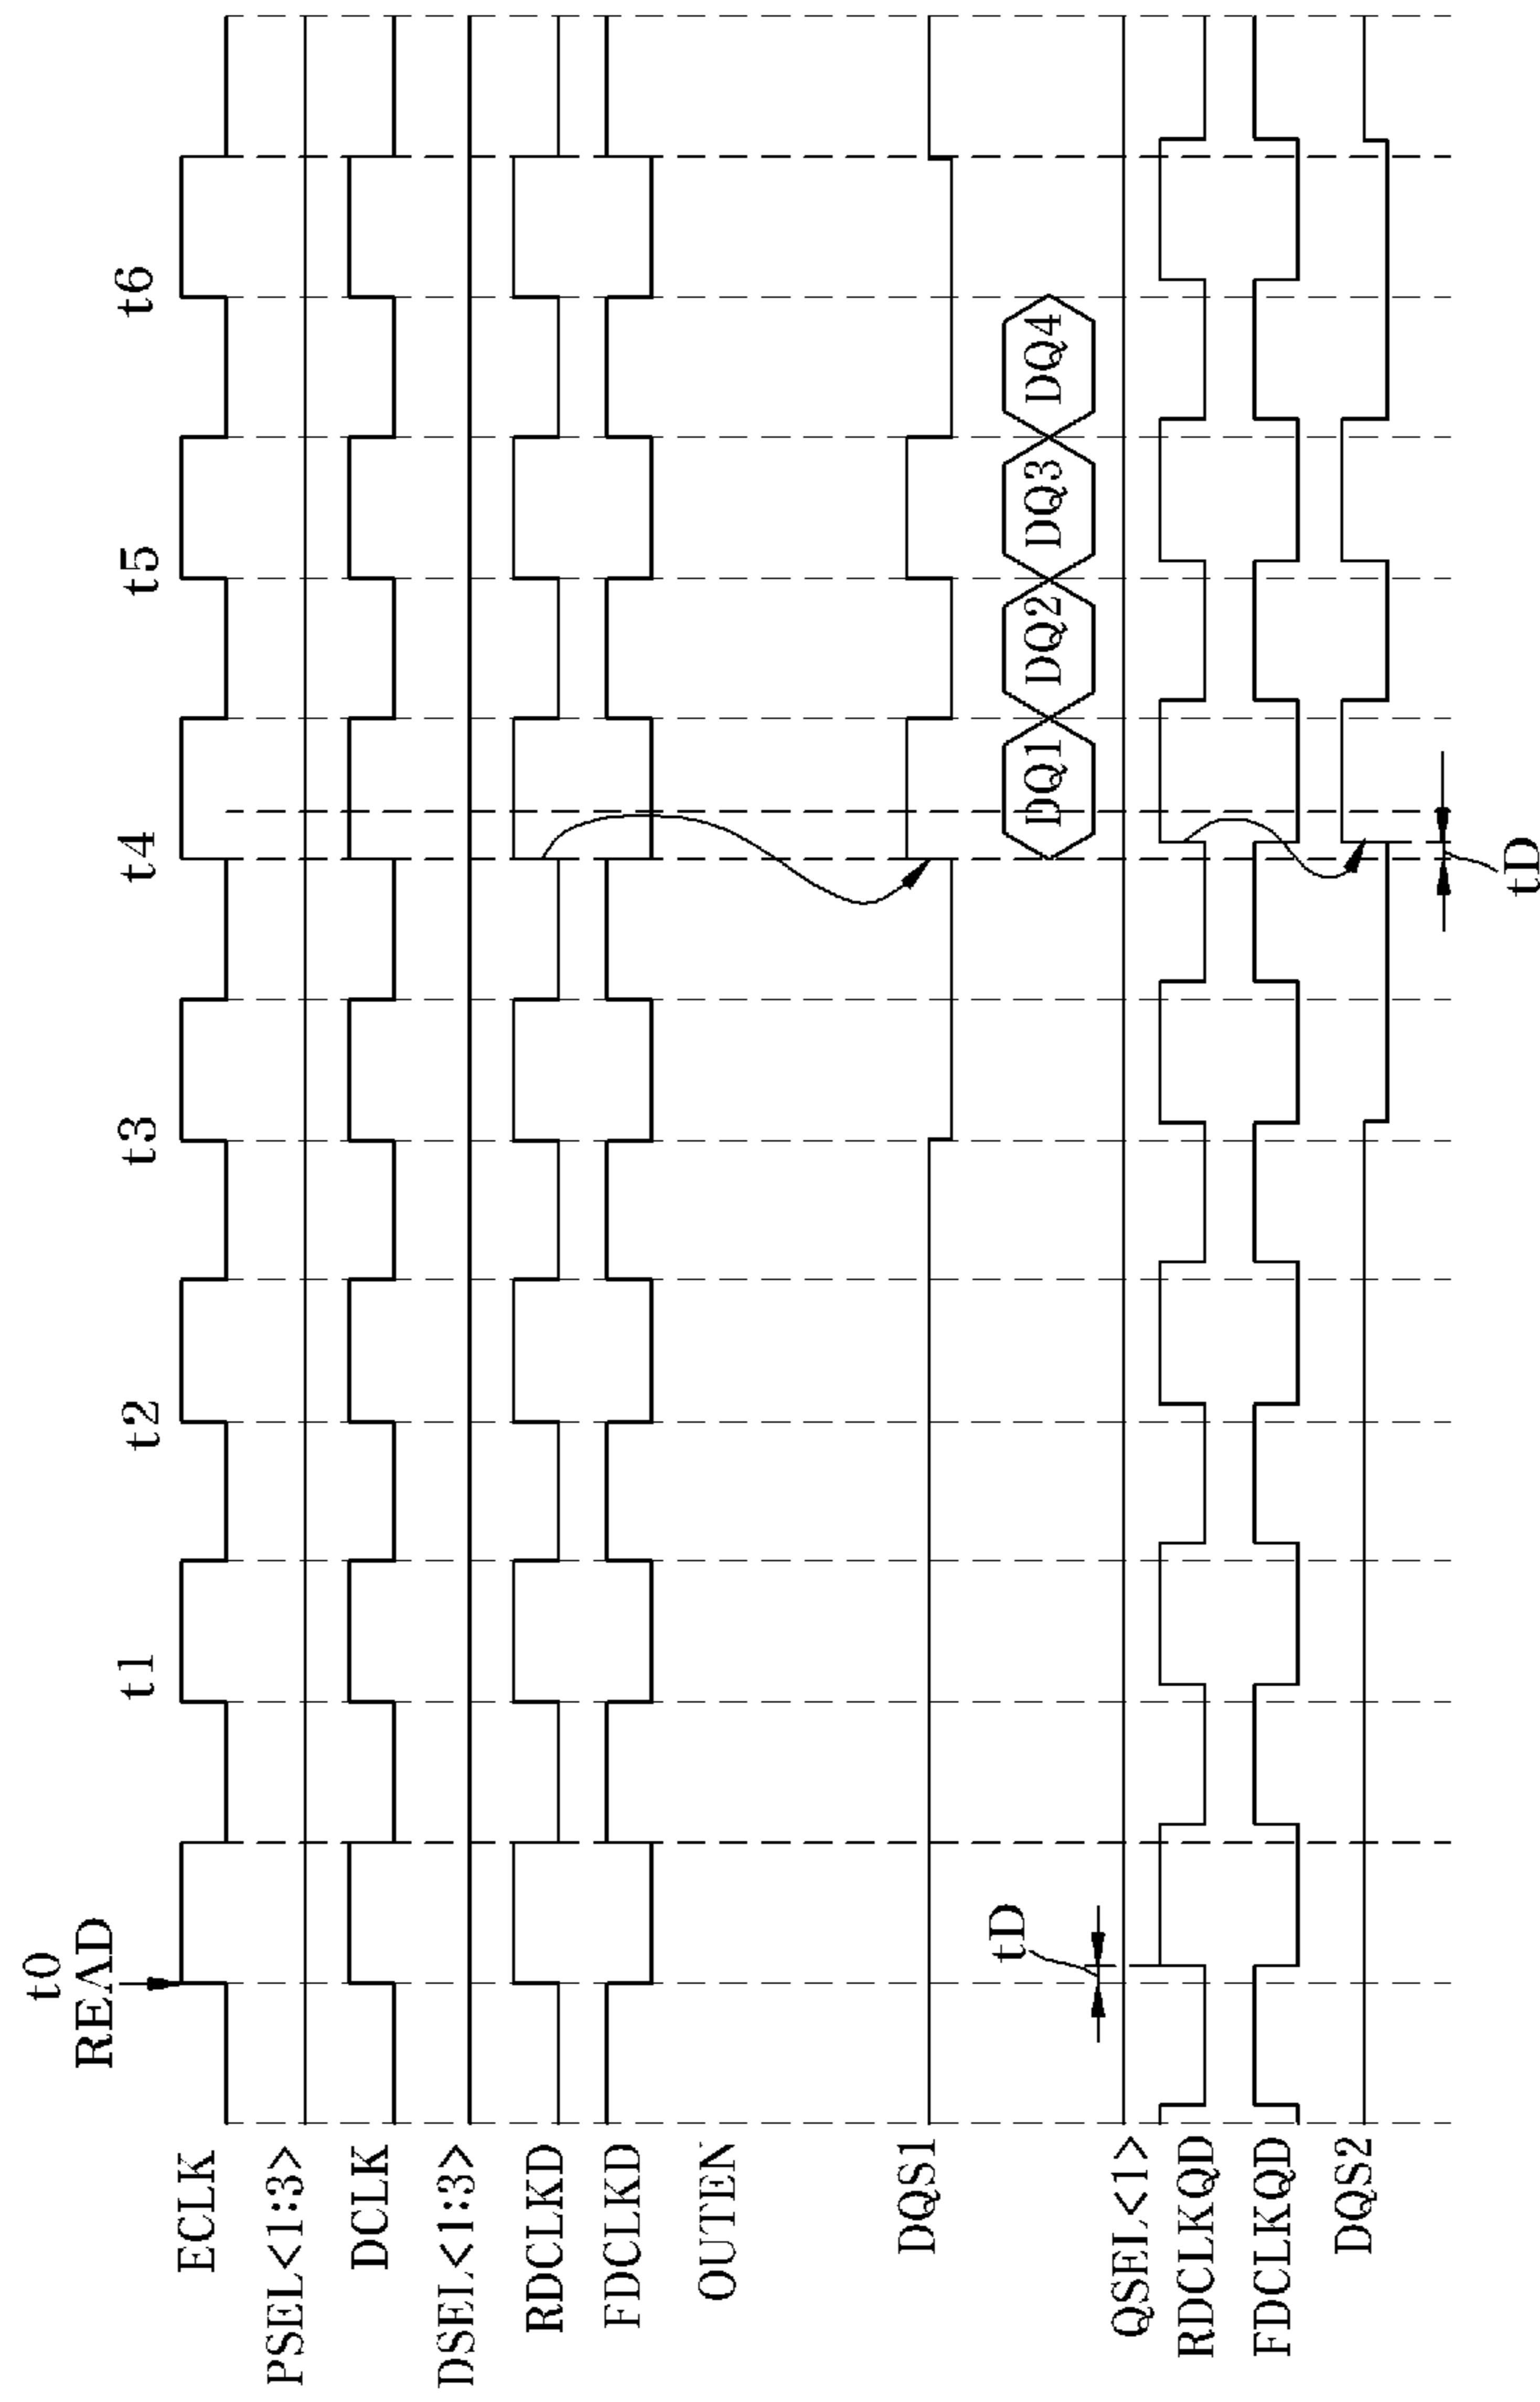 t0
READ
t1
t2
t3
t4
t5
t6
ECLK
PSEL<1:3>
DCLK
DSEL<1:3>
RDCLKD
FDCLKD
OUTEN
DQS1
DQ1 DQ2 DQ3 DQ4
tD
QSEL<1>
RDCLKQD
FDCLKQD
DQS2
tD